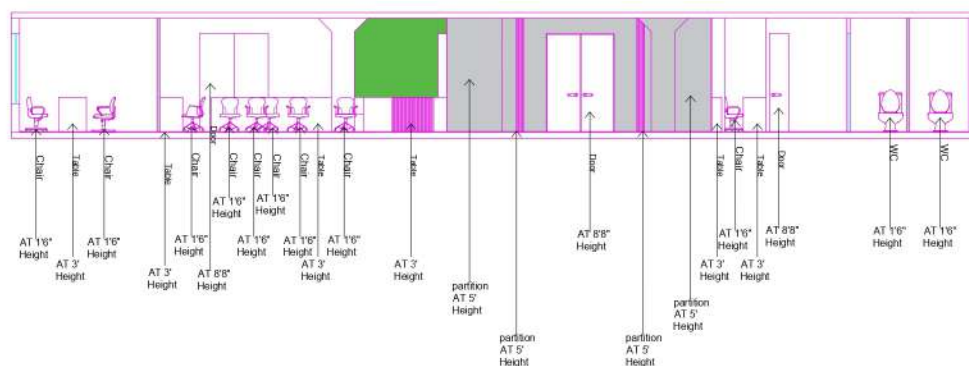 Chair
Table
Chair
Table
Chair
Door
Chair
Chair
Chair
Chair
Table
Chair
Table
Door
Table
Chair
Table
Door
WC
WC
AT 1'6"
Height
AT 3'
Height
AT 1'6"
Height
AT 3'
Height
AT 1'6"
Height
AT 8'8"
Height
AT 1'6"
Height
AT 1'6"
Height
AT 1'6"
Height
AT 1'6"
Height
AT 3'
Height
AT 1'6"
Height
AT 3'
Height
partition
AT 5'
Height
partition
AT 5'
Height
AT 8'8"
Height
partition
AT 5'
Height
partition
AT 5'
Height
AT 3'
Height
AT 1'6"
Height
AT 3'
Height
AT 8'8"
Height
AT 1'6"
Height
AT 1'6"
Height